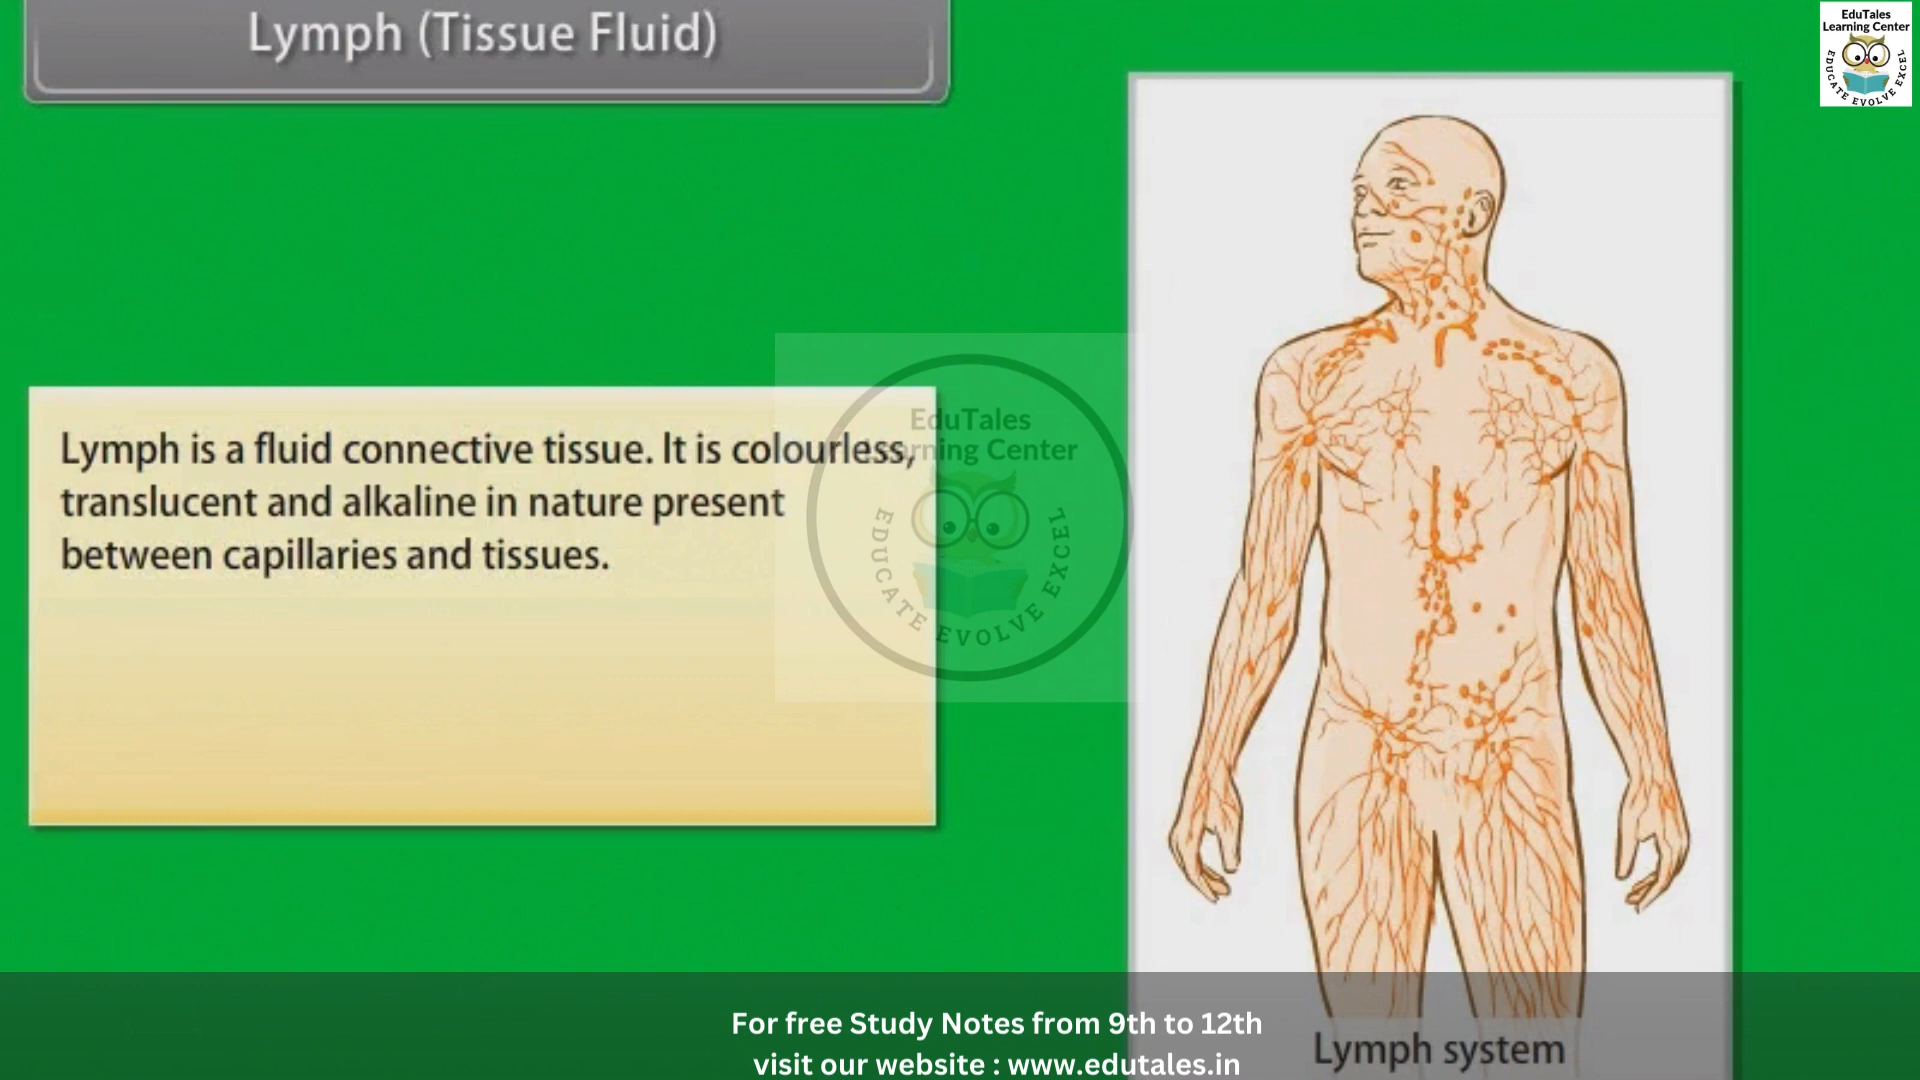 Lymph (Tissue Fluid)
EduTales
Learning Center
EDUCATE EVOLVE EXCEL
Lymph is a fluid connective tissue. It is colourless,
translucent and alkaline in nature present
between capillaries and tissues.
EduTales
Learning Center
EDUCATE EVOLVE EXCEL
Lymph system
For free Study Notes from 9th to 12th
visit our website : www.edutales.in